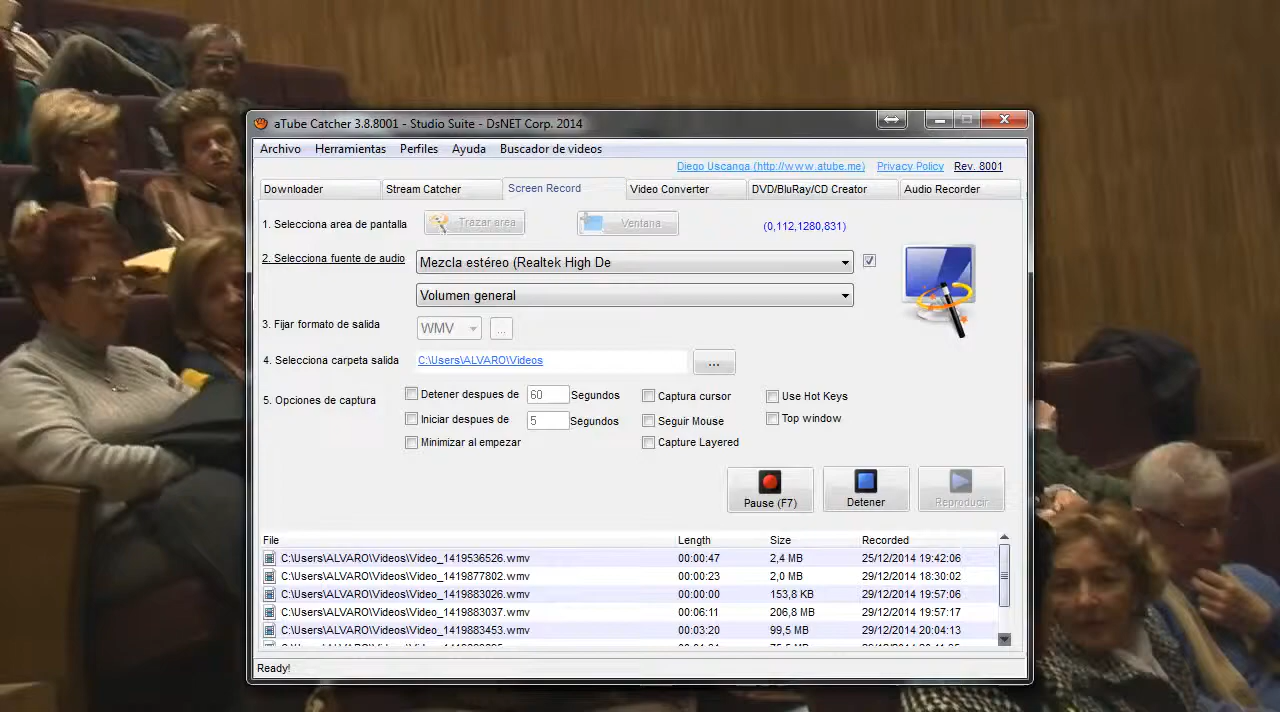 aTube Catcher 3.8.8001 - Studio Suite - DsNET Corp. 2014
Archivo Herramientas Perfiles Ayuda Buscador de videos
Diego Uscanga (http://www.atube.me) Privacy Policy Rev. 8001
Downloader Stream Catcher Screen Record Video Converter DVD/BluRay/CD Creator Audio Recorder
1. Selecciona area de pantalla Trazar area Ventana (0,112,1280,831)
2. Selecciona fuente de audio Mezcla estéreo (Realtek High De
Volumen general
3. Fijar formato de salida WMV ...
4. Selecciona carpeta salida C:\Users\ALVARO\Videos ...
5. Opciones de captura
Detener despues de 60 Segundos Captura cursor Use Hot Keys
Iniciar despues de 5 Segundos Seguir Mouse Top window
Minimizar al empezar Capture Layered
Pause (F7) Detener Reproducir
File Length Size Recorded
C:\Users\ALVARO\Videos\Video_1419536526.wmv 00:00:47 2,4 MB 25/12/2014 19:42:06
C:\Users\ALVARO\Videos\Video_1419877802.wmv 00:00:23 2,0 MB 29/12/2014 18:30:02
C:\Users\ALVARO\Videos\Video_1419883026.wmv 00:00:00 153,8 KB 29/12/2014 19:57:06
C:\Users\ALVARO\Videos\Video_1419883037.wmv 00:06:11 206,8 MB 29/12/2014 19:57:17
C:\Users\ALVARO\Videos\Video_1419883453.wmv 00:03:20 99,5 MB 29/12/2014 20:04:13
Ready!